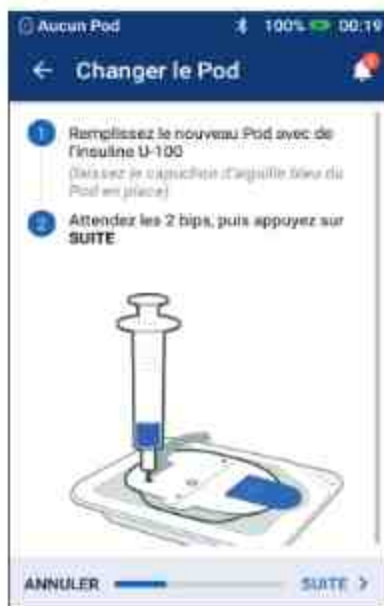 Aucun Pod 100% 00:19
Changer le Pod
1 Remplissez le nouveau Pod avec de
l'insuline U-100
(laissez le capuchon d'aiguille bleu du
Pod en place)
2 Attendez les 2 bips, puis appuyez sur
SUITE
ANNULER SUITE